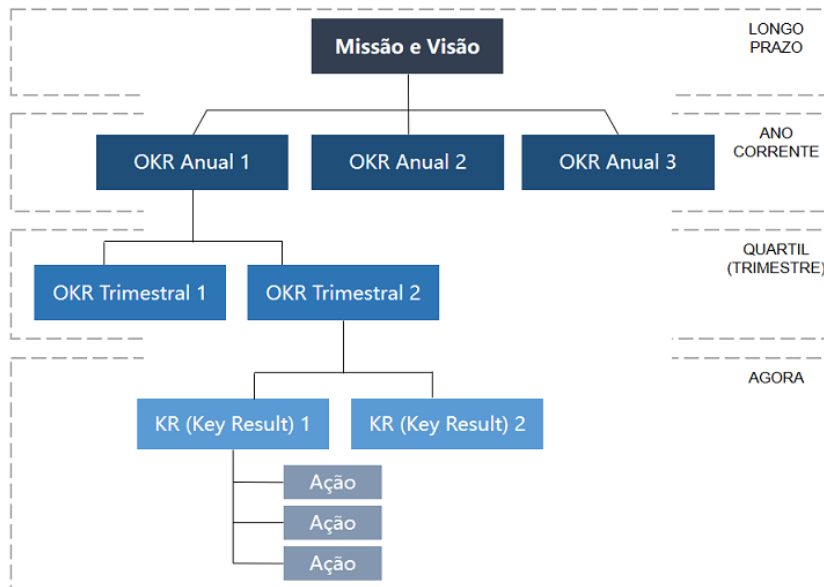 Missão e Visão
LONGO
PRAZO
OKR Anual 1
OKR Anual 2
OKR Anual 3
ANO
CORRENTE
OKR Trimestral 1
OKR Trimestral 2
QUARTIL
(TRIMESTRE)
AGORA
KR (Key Result) 1
KR (Key Result) 2
Ação
Ação
Ação